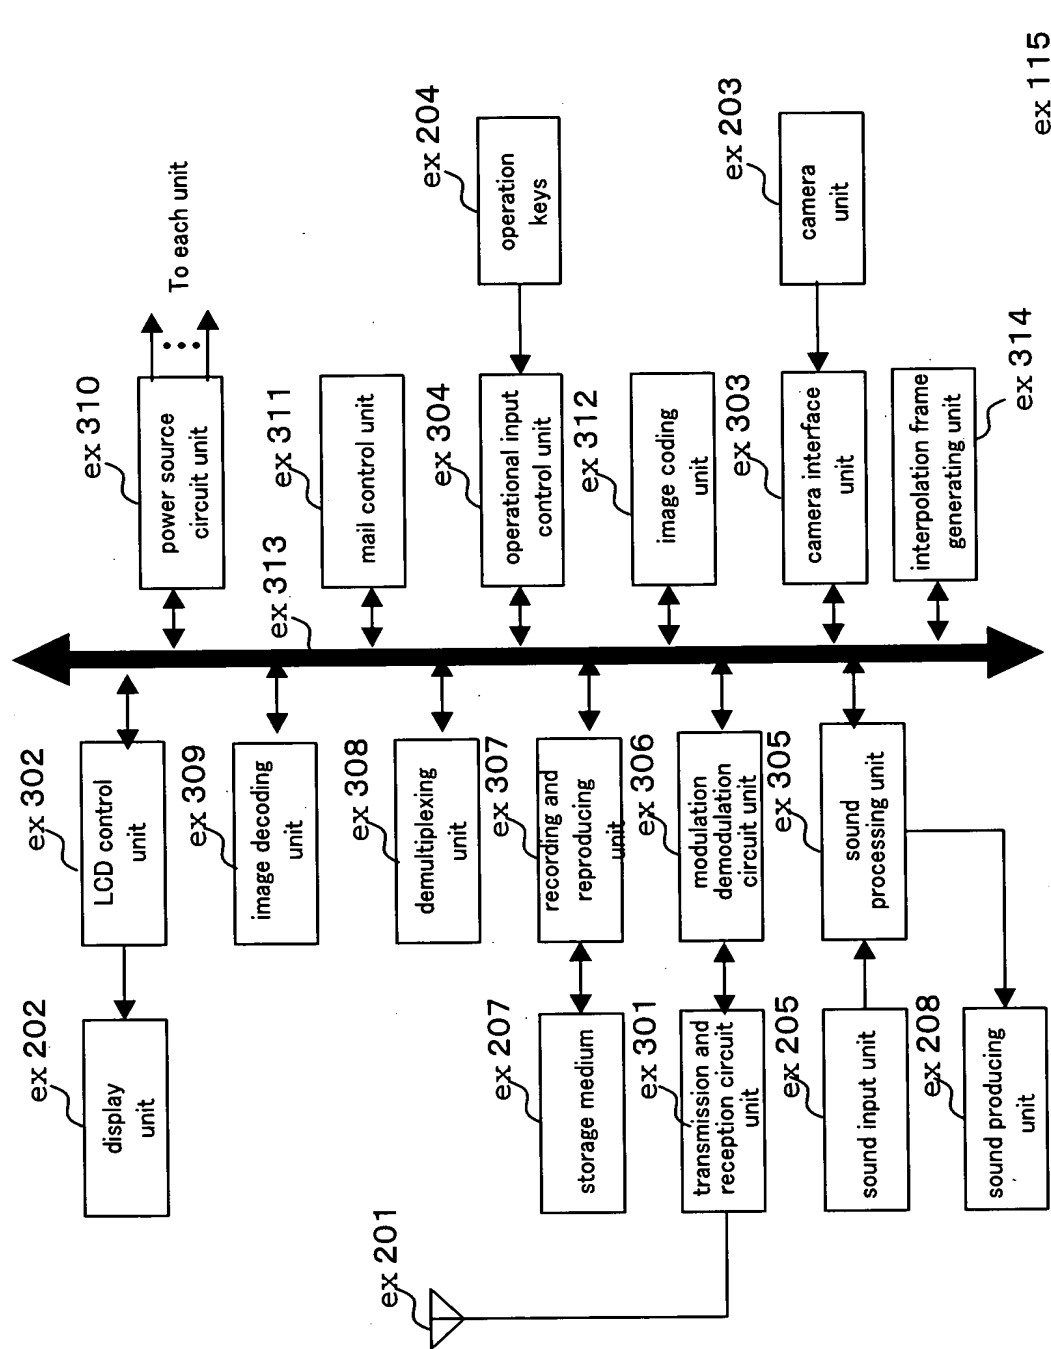 ex 115
To each unit
ex 310
power source
circuit unit
ex 311
mail control unit
ex 204
operation
keys
ex 304
operational input
control unit
ex 312
image coding
unit
ex 203
camera
unit
ex 303
camera interface
unit
ex 314
interpolation frame
generating unit
ex 313
ex 302
LCD control
unit
ex 309
image decoding
unit
ex 308
demultiplexing
unit
ex 307
recording and
reproducing
unit
ex 306
modulation
demodulation
circuit unit
ex 305
sound
processing unit
ex 202
display
unit
ex 207
storage medium
ex 301
transmission and
reception circuit
unit
ex 205
sound input unit
ex 208
sound producing
unit
ex 201